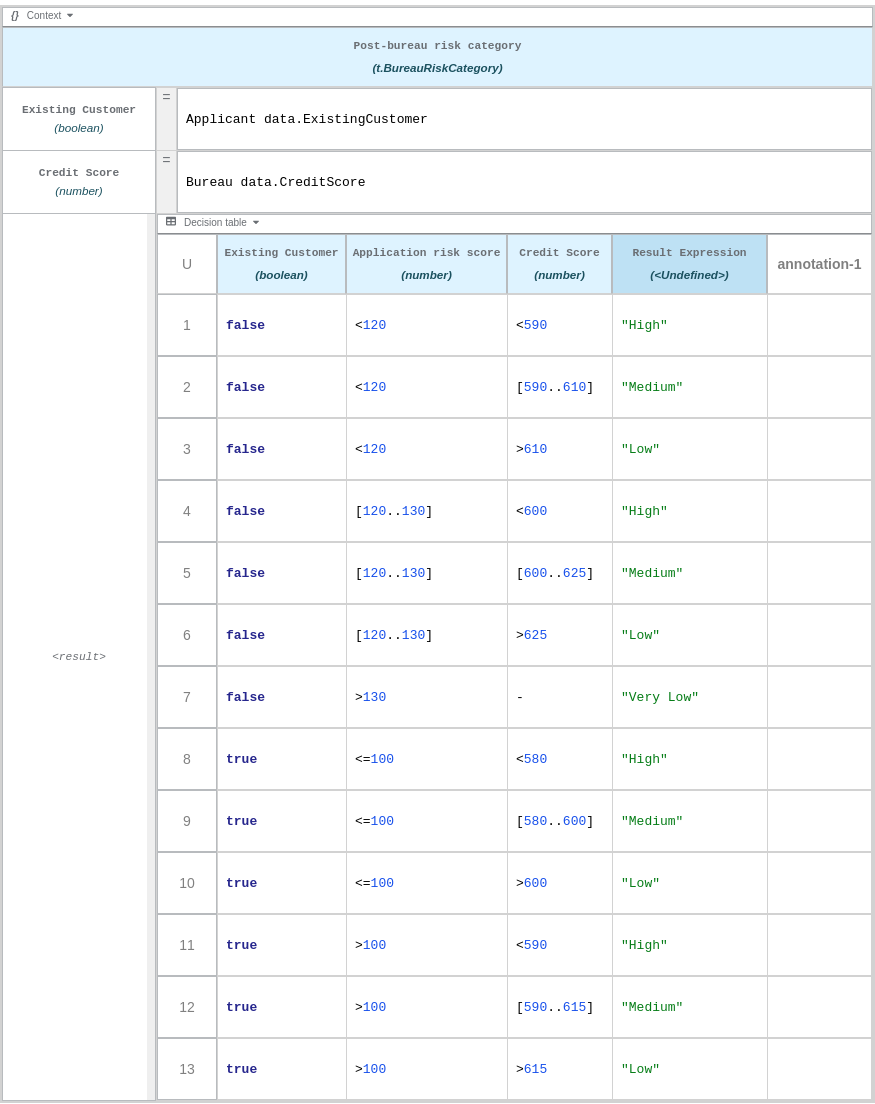 {} Context
Post-bureau risk category
(t.BureauRiskCategory)
Existing Customer
(boolean)
=
Applicant data.ExistingCustomer
Credit Score
(number)
=
Bureau data.CreditScore
Decision table
U Existing Customer (boolean) Application risk score (number) Credit Score (number) Result Expression (<Undefined>) annotation-1
1 false <120 <590 "High"
2 false <120 [590..610] "Medium"
3 false <120 >610 "Low"
4 false [120..130] <600 "High"
5 false [120..130] [600..625] "Medium"
6 false [120..130] >625 "Low"
<result>
7 false >130 - "Very Low"
8 true <=100 <580 "High"
9 true <=100 [580..600] "Medium"
10 true <=100 >600 "Low"
11 true >100 <590 "High"
12 true >100 [590..615] "Medium"
13 true >100 >615 "Low"